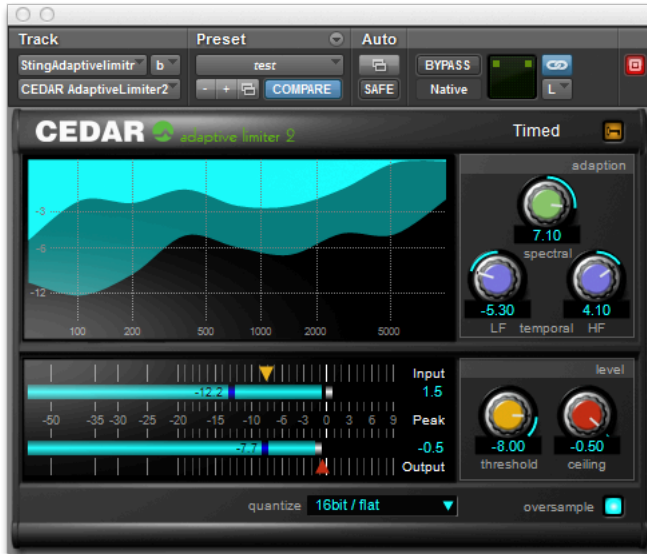 Track Preset Auto
StingAdaptivelimitr b test BYPASS
CEDAR AdaptiveLimiter2 - + COMPARE SAFE Native L
CEDAR adaptive limiter 2 Timed
adaption
-3
-6
-12
100 200 500 1000 2000 5000
7.10
spectral
-5.30 4.10
LF temporal HF
level
Input
-12.2 1.5
-50 -35 -30 -25 -20 -15 -10 -5 -3 0 3 6 9 Peak
-7.7 -0.5
Output
-8.00 -0.50
threshold ceiling
quantize 16bit / flat oversample